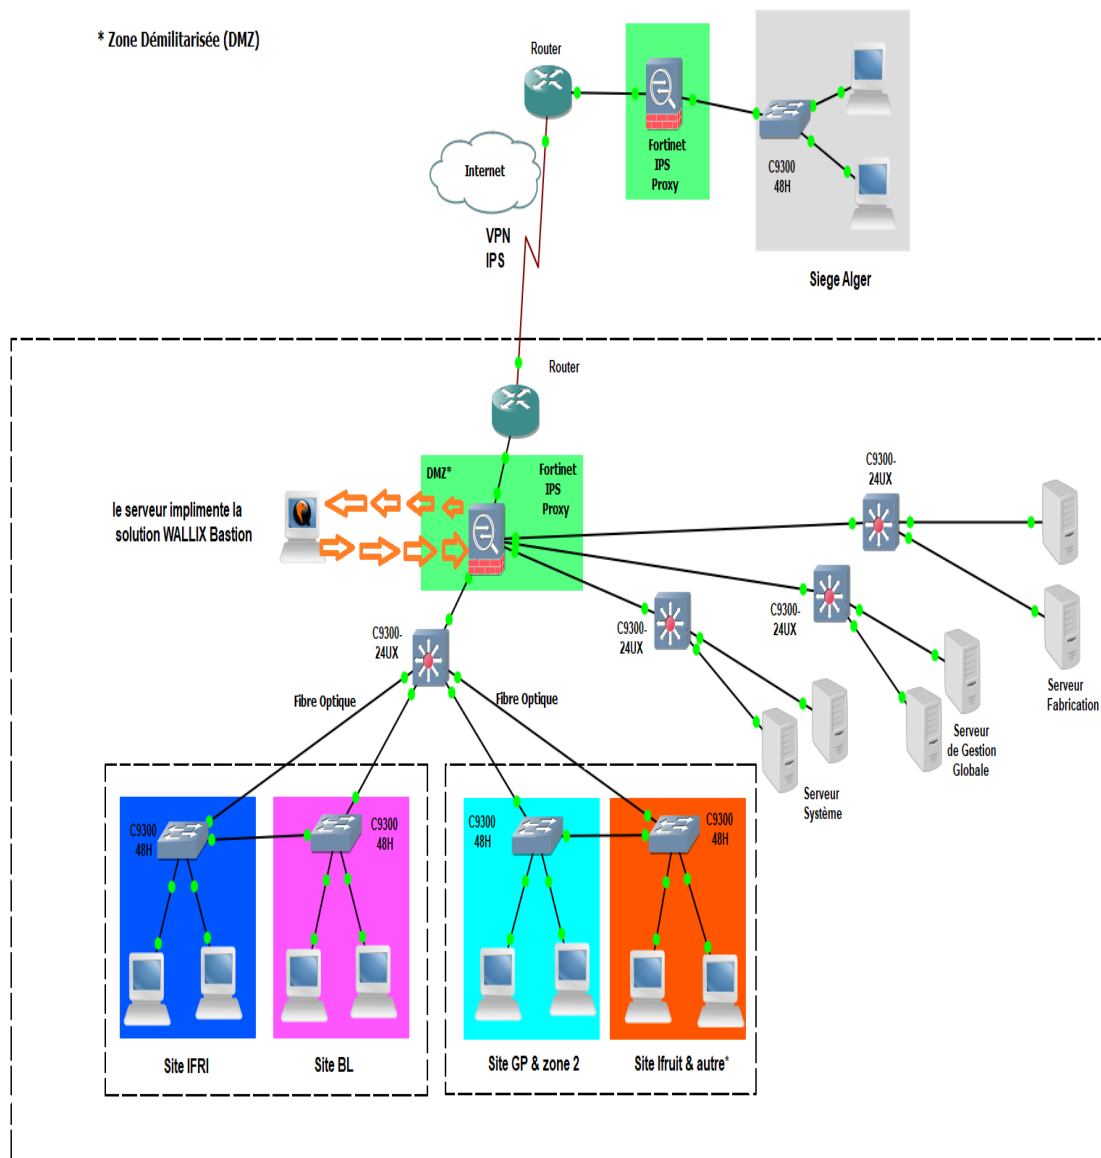 * Zone Démilitarisée (DMZ)
Router
Internet
Fortinet
IPS
Proxy
C9300
48H
VPN
IPS
Siege Alger
Router
DMZ*
Fortinet
IPS
Proxy
le serveur implimente la
solution WALLIX Bastion
C9300-
24UX
C9300-
24UX
C9300-
24UX
C9300-
24UX
Serveur
Fabrication
Serveur
de Gestion
Globale
Serveur
Système
Fibre Optique
Fibre Optique
C9300
48H
C9300
48H
C9300
48H
C9300
48H
Site IFRI
Site BL
Site GP & zone 2
Site Ifruit & autre*